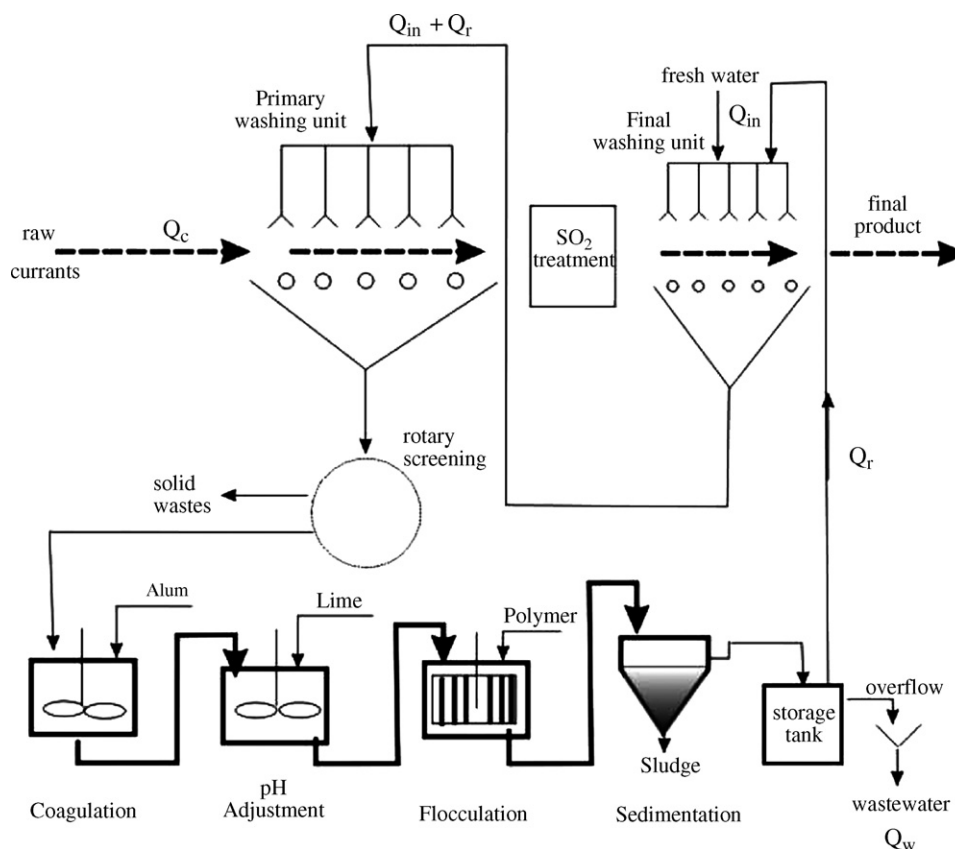 Q_in + Q_r
fresh water
Primary
washing unit
Q_in
Final
washing unit
raw
currants
Q_c
SO₂
treatment
final
product
rotary
screening
solid
wastes
Q_r
Alum
Lime
Polymer
overflow
storage
tank
Sludge
Coagulation
pH
Adjustment
Flocculation
Sedimentation
wastewater
Q_w